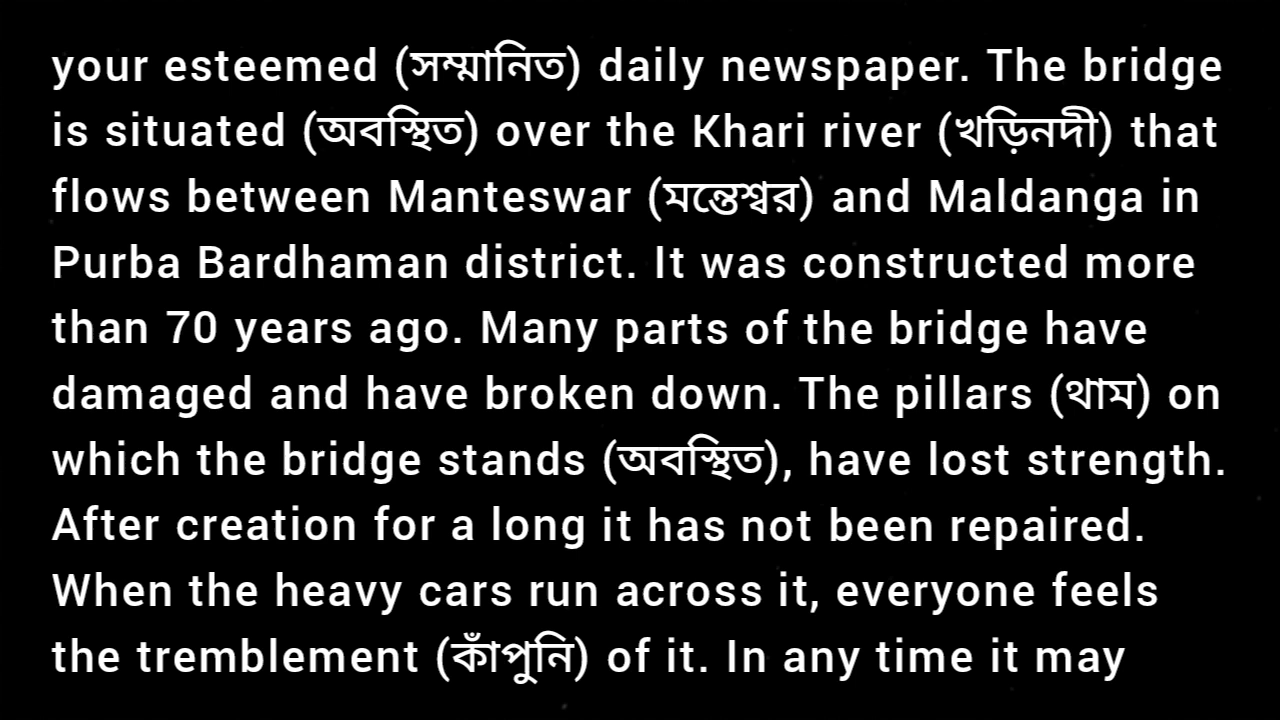 your esteemed (সম্মানিত) daily newspaper. The bridge
is situated (অবস্থিত) over the Khari river (খড়িনদী) that
flows between Manteswar (মন্তেশ্বর) and Maldanga in
Purba Bardhaman district. It was constructed more
than 70 years ago. Many parts of the bridge have
damaged and have broken down. The pillars (থাম) on
which the bridge stands (অবস্থিত), have lost strength.
After creation for a long it has not been repaired.
When the heavy cars run across it, everyone feels
the tremblement (কাঁপুনি) of it. In any time it may